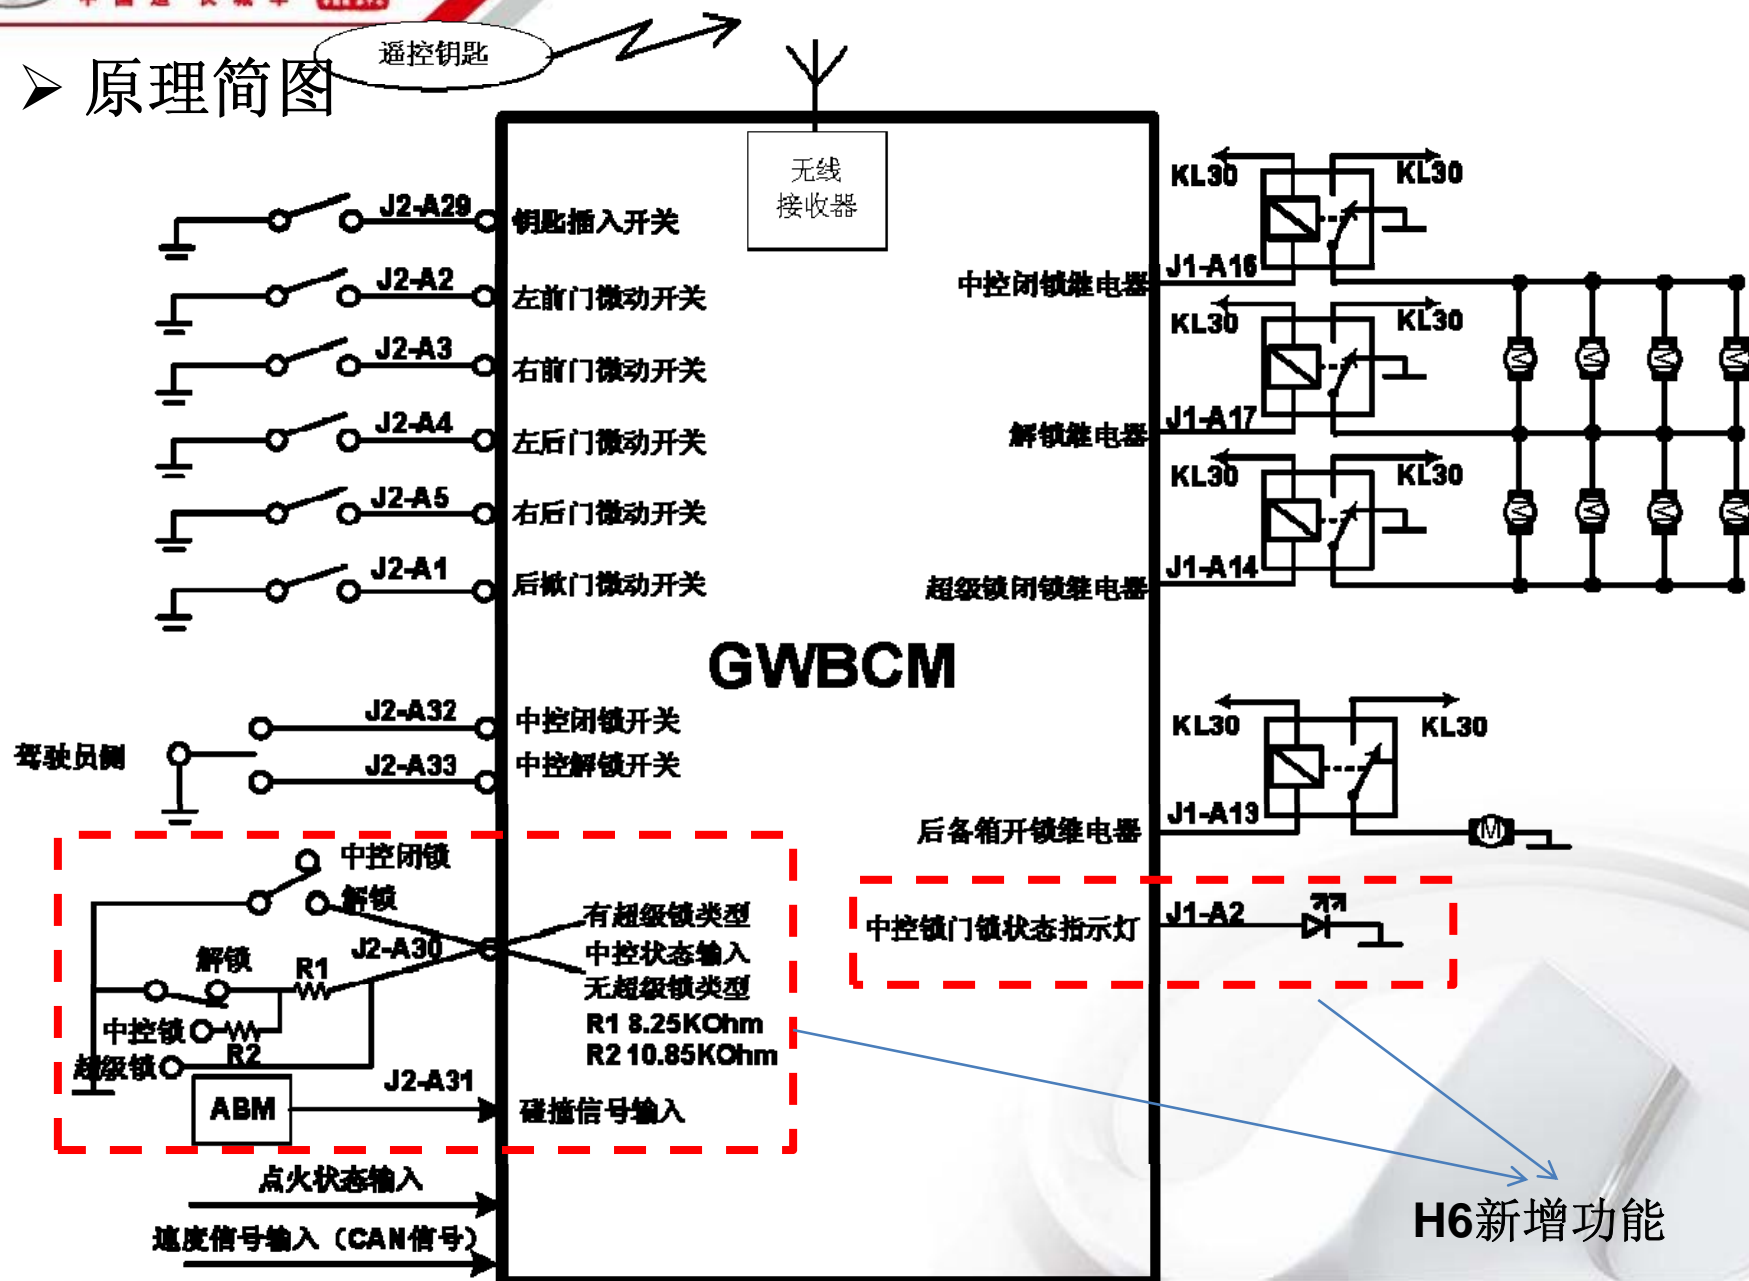 中国造·长城车
遥控钥匙
原理简图
无线
接收器
J2-A29
钥匙插入开关
J2-A2
左前门微动开关
J2-A3
右前门微动开关
J2-A4
左后门微动开关
J2-A5
右后门微动开关
J2-A1
后掀门微动开关
KL30
KL30
J1-A16
中控闭锁继电器
KL30
KL30
J1-A17
解锁继电器
KL30
KL30
J1-A14
超级锁闭锁继电器
M M M M
M M M M
GWBCM
驾驶员侧
J2-A32
中控闭锁开关
J2-A33
中控解锁开关
KL30
KL30
J1-A13
后备箱开锁继电器
M
中控闭锁
解锁
J2-A30
有超级锁类型
中控状态输入
无超级锁类型
解锁
R1
中控锁
R2
超级锁
R1 8.25KOhm
R2 10.85KOhm
ABM
J2-A31
碰撞信号输入
中控锁门锁状态指示灯
J1-A2
点火状态输入
速度信号输入（CAN信号）
H6新增功能